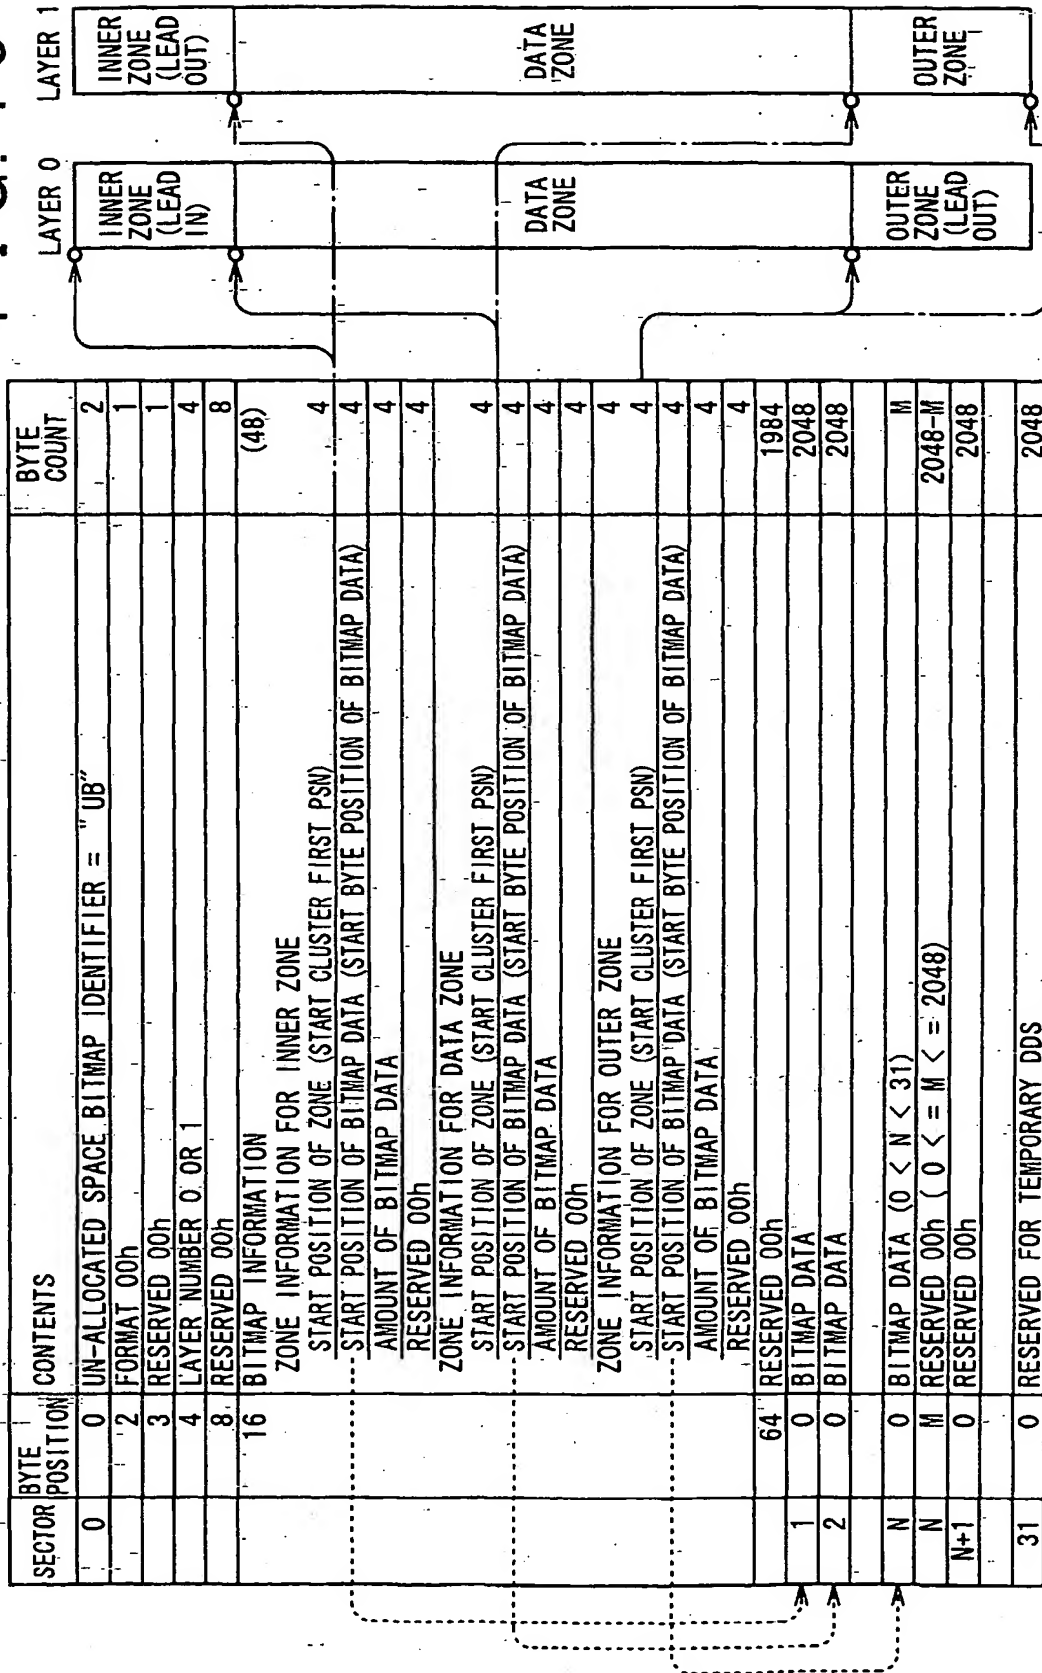 LAYER 0
LAYER 1
INNER
ZONE
(LEAD
IN)
DATA
ZONE
OUTER
ZONE
(LEAD
OUT)
INNER
ZONE
(LEAD
OUT)
DATA
ZONE
OUTER
ZONE
SECTOR BYTE POSITION CONTENTS BYTE COUNT
0 0 UN-ALLOCATED SPACE BITMAP IDENTIFIER = "UB" 2
2 FORMAT 00h 1
3 RESERVED 00h 1
4 LAYER NUMBER 0 OR 1 4
8 RESERVED 00h 8
16 BITMAP INFORMATION (48)
ZONE INFORMATION FOR INNER ZONE
START POSITION OF ZONE (START CLUSTER FIRST PSN) 4
START POSITION OF BITMAP DATA (START BYTE POSITION OF BITMAP DATA) 4
AMOUNT OF BITMAP DATA 4
RESERVED 00h 4
ZONE INFORMATION FOR DATA ZONE
START POSITION OF ZONE (START CLUSTER FIRST PSN) 4
START POSITION OF BITMAP DATA (START BYTE POSITION OF BITMAP DATA) 4
AMOUNT OF BITMAP DATA 4
RESERVED 00h 4
ZONE INFORMATION FOR OUTER ZONE 4
START POSITION OF ZONE (START CLUSTER FIRST PSN) 4
START POSITION OF BITMAP DATA (START BYTE POSITION OF BITMAP DATA) 4
AMOUNT OF BITMAP DATA 4
RESERVED 00h 4
64 RESERVED 00h 1984
1 0 BITMAP DATA 2048
2 0 BITMAP DATA 2048
N 0 BITMAP DATA (0 < N < 31) M
N M RESERVED 00h ( 0 < = M < = 2048) 2048-M
N+1 0 RESERVED 00h 2048
31 0 RESERVED FOR TEMPORARY DDS 2048